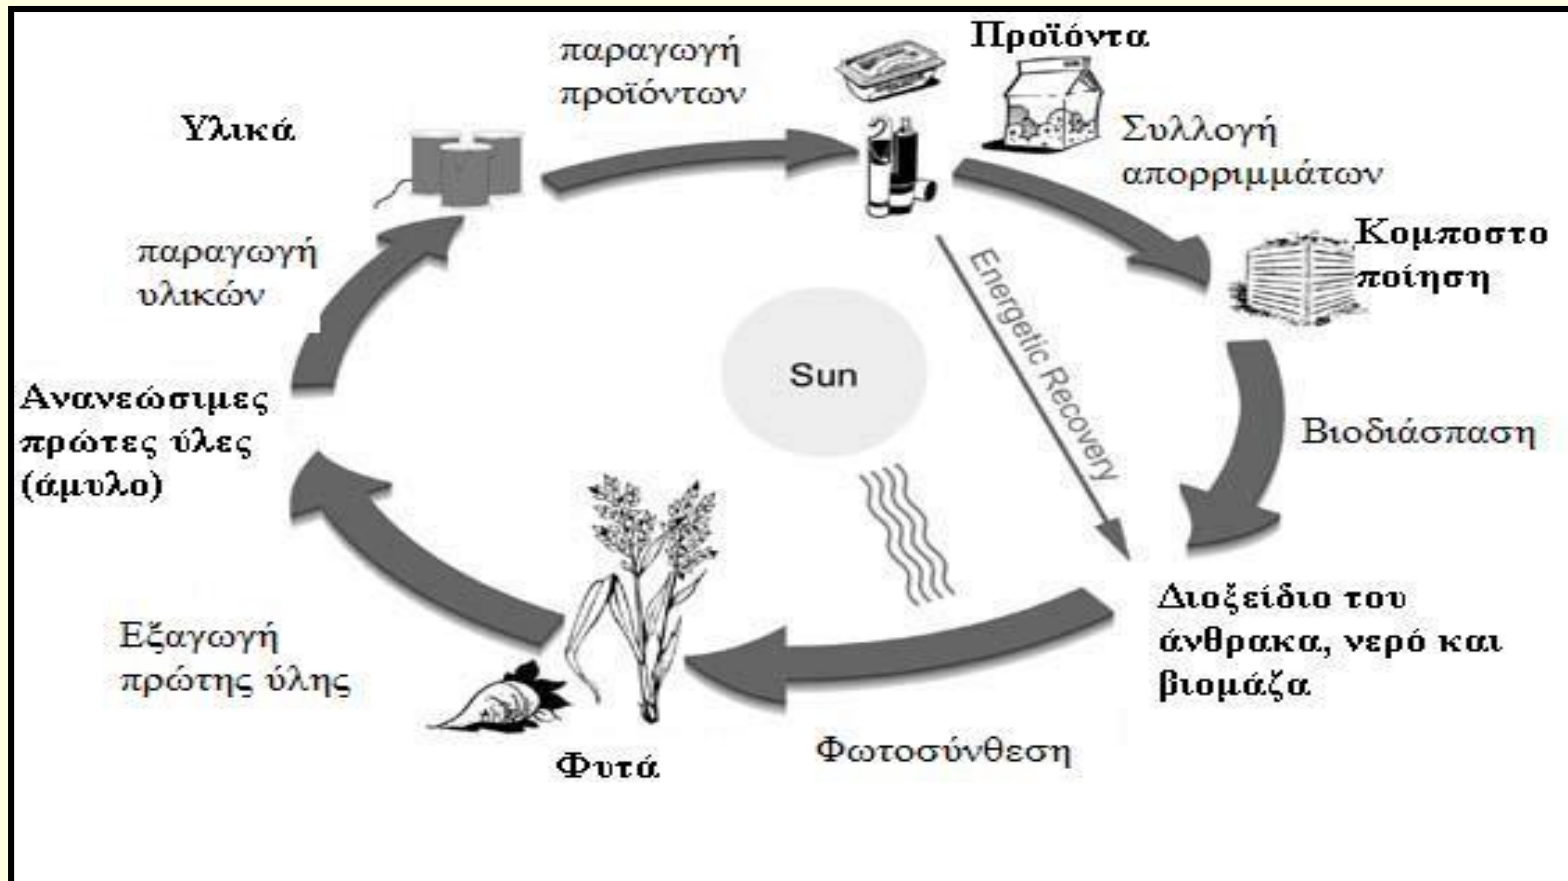 Προϊόντα
παραγωγή
προϊόντων
Υλικά
Συλλογή
απορριμμάτων
Κομποστο
ποίηση
παραγωγή
υλικών
Energetic Recovery
Sun
Ανανεώσιμες
πρώτες ύλες
(άμυλο)
Βιοδιάσπαση
Διοξείδιο του
άνθρακα, νερό και
βιομάζα
Εξαγωγή
πρώτης ύλης
Φωτοσύνθεση
Φυτά